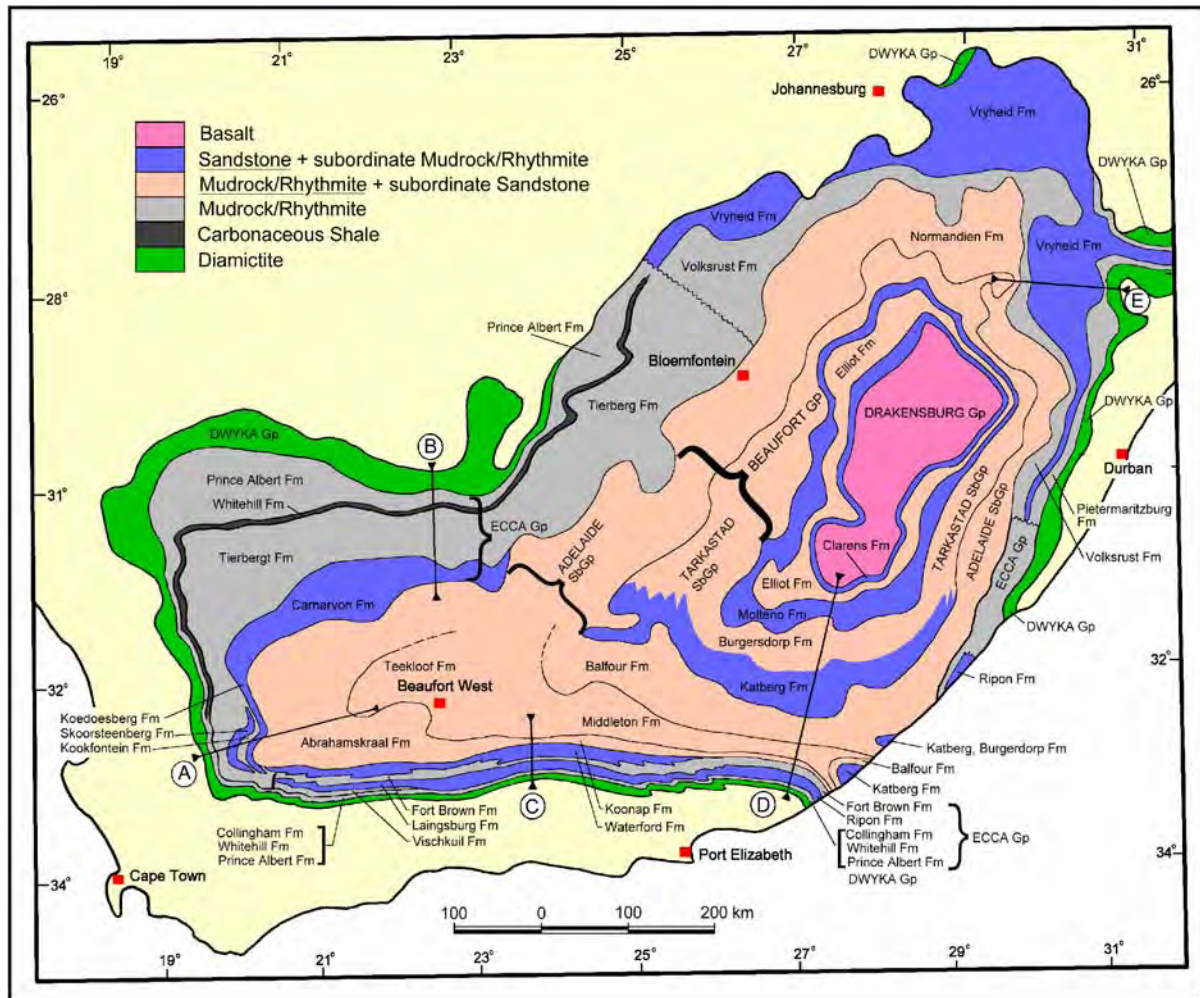 19°
21°
23°
25°
27°
29°
31°
26°
28°
31°
32°
34°
26°
28°
30°
32°
34°
19°
21°
23°
25°
27°
29°
31°
Basalt
Sandstone + subordinate Mudrock/Rhythmite
Mudrock/Rhythmite + subordinate Sandstone
Mudrock/Rhythmite
Carbonaceous Shale
Diamictite
DWYKA Gp
Johannesburg
Vryheid Fm
DWYKA Gp
Vryheid Fm
Normandien Fm
Vryheid Fm
Volksrust Fm
E
Prince Albert Fm
Bloemfontein
Elliot Fm
Tierberg Fm
DRAKENSBURG Gp
BEAUFORT GP
DWYKA Gp
Durban
DWYKA Gp
B
Prince Albert Fm
Whitehill Fm
ECCA Gp
Tierbergt Fm
ADELAIDE
SbGp
TARKASTAD
SbGp
TARKASTAD SbGp
ADELAIDE SbGp
Pietermaritzburg
Fm
Volksrust Fm
ECCA Gp
Clarens Fm
Elliot Fm
Molteno Fm
DWYKA Gp
Carnarvon Fm
Burgersdorp Fm
Teekloof Fm
Balfour Fm
Beaufort West
Katberg Fm
Ripon Fm
Koedoesberg Fm
Skoorsteenberg Fm
Kookfontein Fm
Middleton Fm
Abrahamskraal Fm
Katberg, Burgerdorp Fm
A
Balfour Fm
Katberg Fm
C
D
Fort Brown Fm
Laingsburg Fm
Vischkuil Fm
Koonap Fm
Waterford Fm
Collingham Fm
Whitehill Fm
Prince Albert Fm
Fort Brown Fm
Ripon Fm
Collingham Fm
Whitehill Fm
Prince Albert Fm
ECCA Gp
DWYKA Gp
Port Elizabeth
Cape Town
100 0 100 200 km